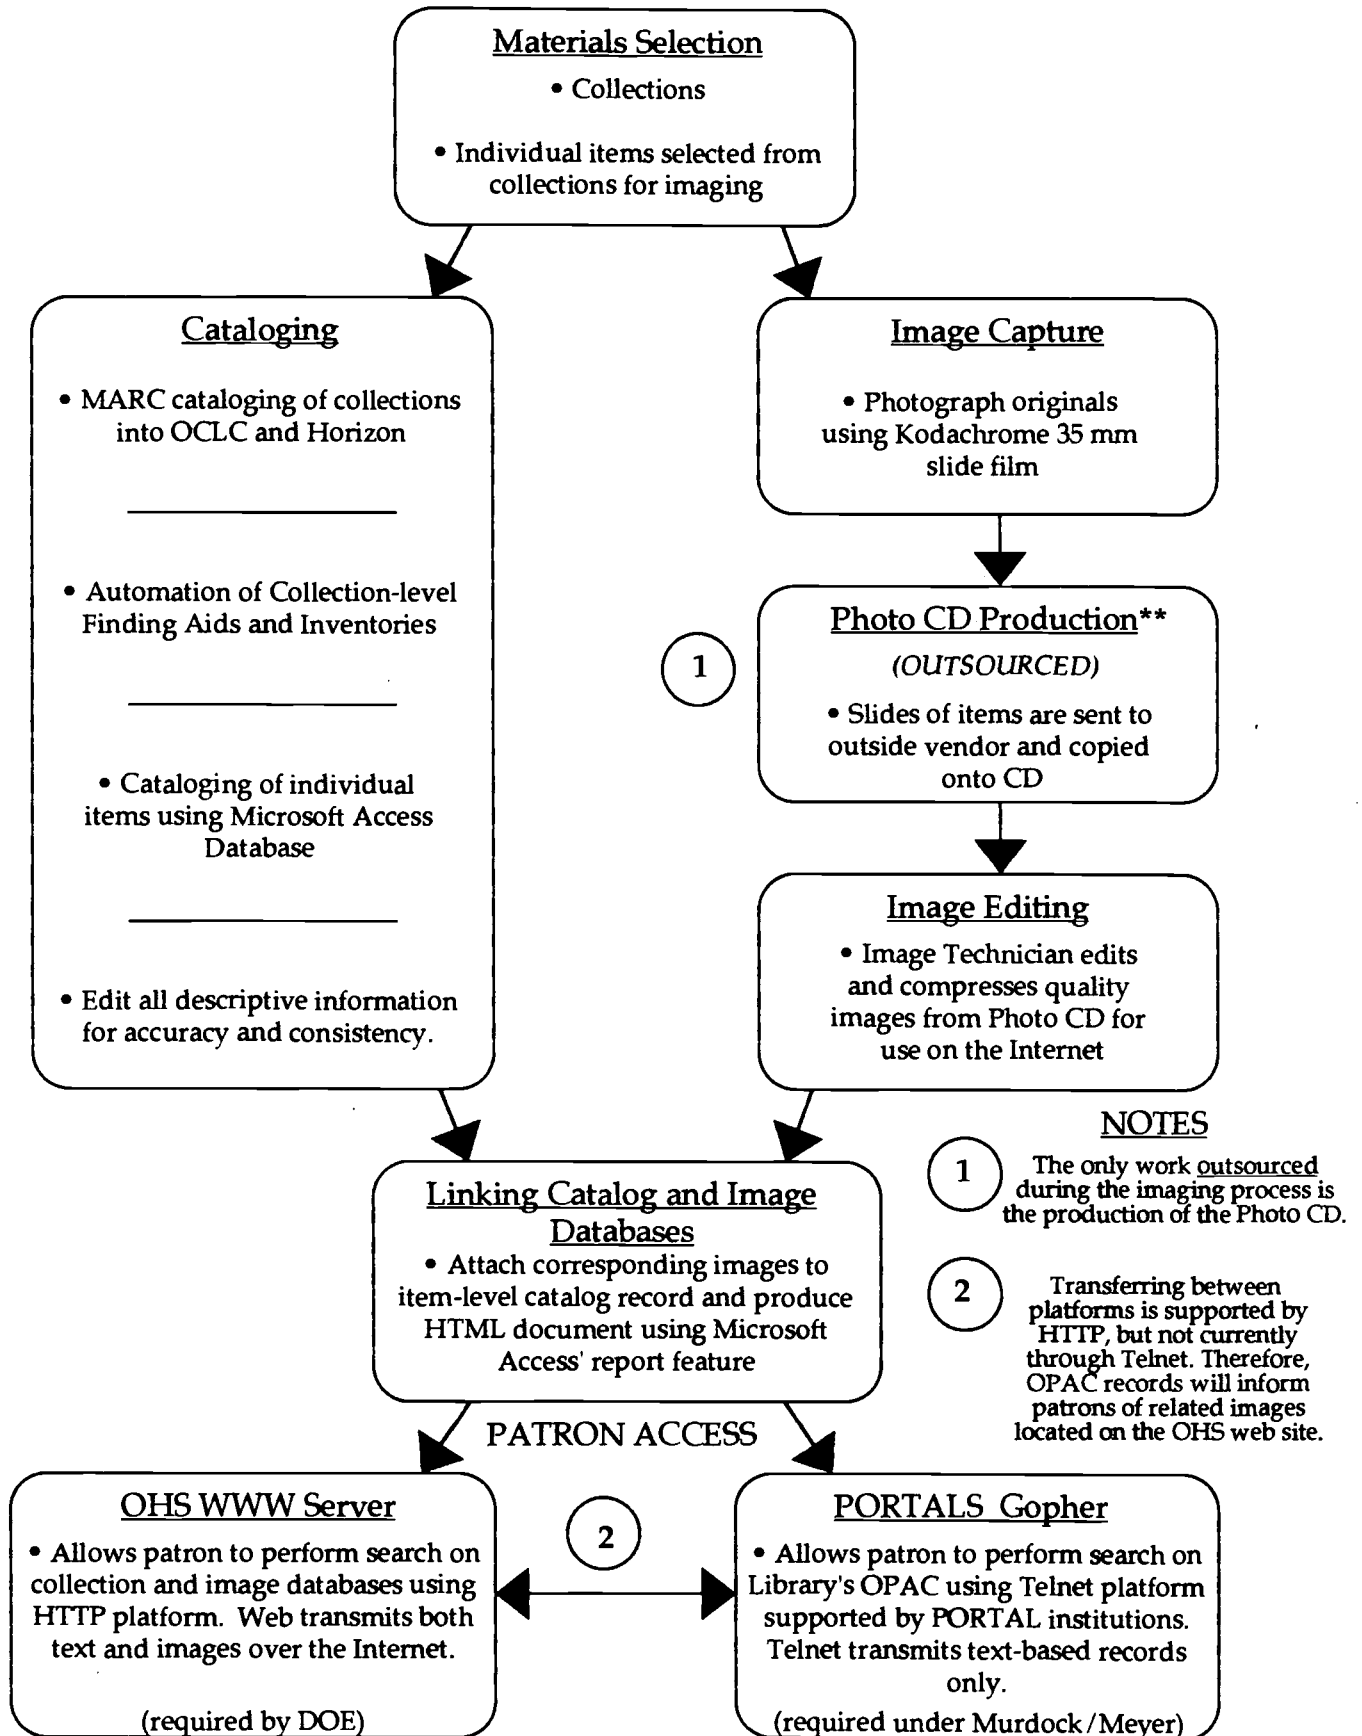 Materials Selection
• Collections
• Individual items selected from
collections for imaging
Cataloging
• MARC cataloging of collections
into OCLC and Horizon
• Automation of Collection-level
Finding Aids and Inventories
• Cataloging of individual
items using Microsoft Access
Database
• Edit all descriptive information
for accuracy and consistency.
Image Capture
• Photograph originals
using Kodachrome 35 mm
slide film
1
Photo CD Production**
(OUTSOURCED)
• Slides of items are sent to
outside vendor and copied
onto CD
Image Editing
• Image Technician edits
and compresses quality
images from Photo CD for
use on the Internet
Linking Catalog and Image
Databases
• Attach corresponding images to
item-level catalog record and produce
HTML document using Microsoft
Access' report feature
NOTES
1
The only work outsourced
during the imaging process is
the production of the Photo CD.
2
Transferring between
platforms is supported by
HTTP, but not currently
through Telnet. Therefore,
OPAC records will inform
patrons of related images
located on the OHS web site.
PATRON ACCESS
OHS WWW Server
• Allows patron to perform search on
collection and image databases using
HTTP platform. Web transmits both
text and images over the Internet.
(required by DOE)
2
PORTALS Gopher
• Allows patron to perform search on
Library's OPAC using Telnet platform
supported by PORTAL institutions.
Telnet transmits text-based records
only.
(required under Murdock/Meyer)